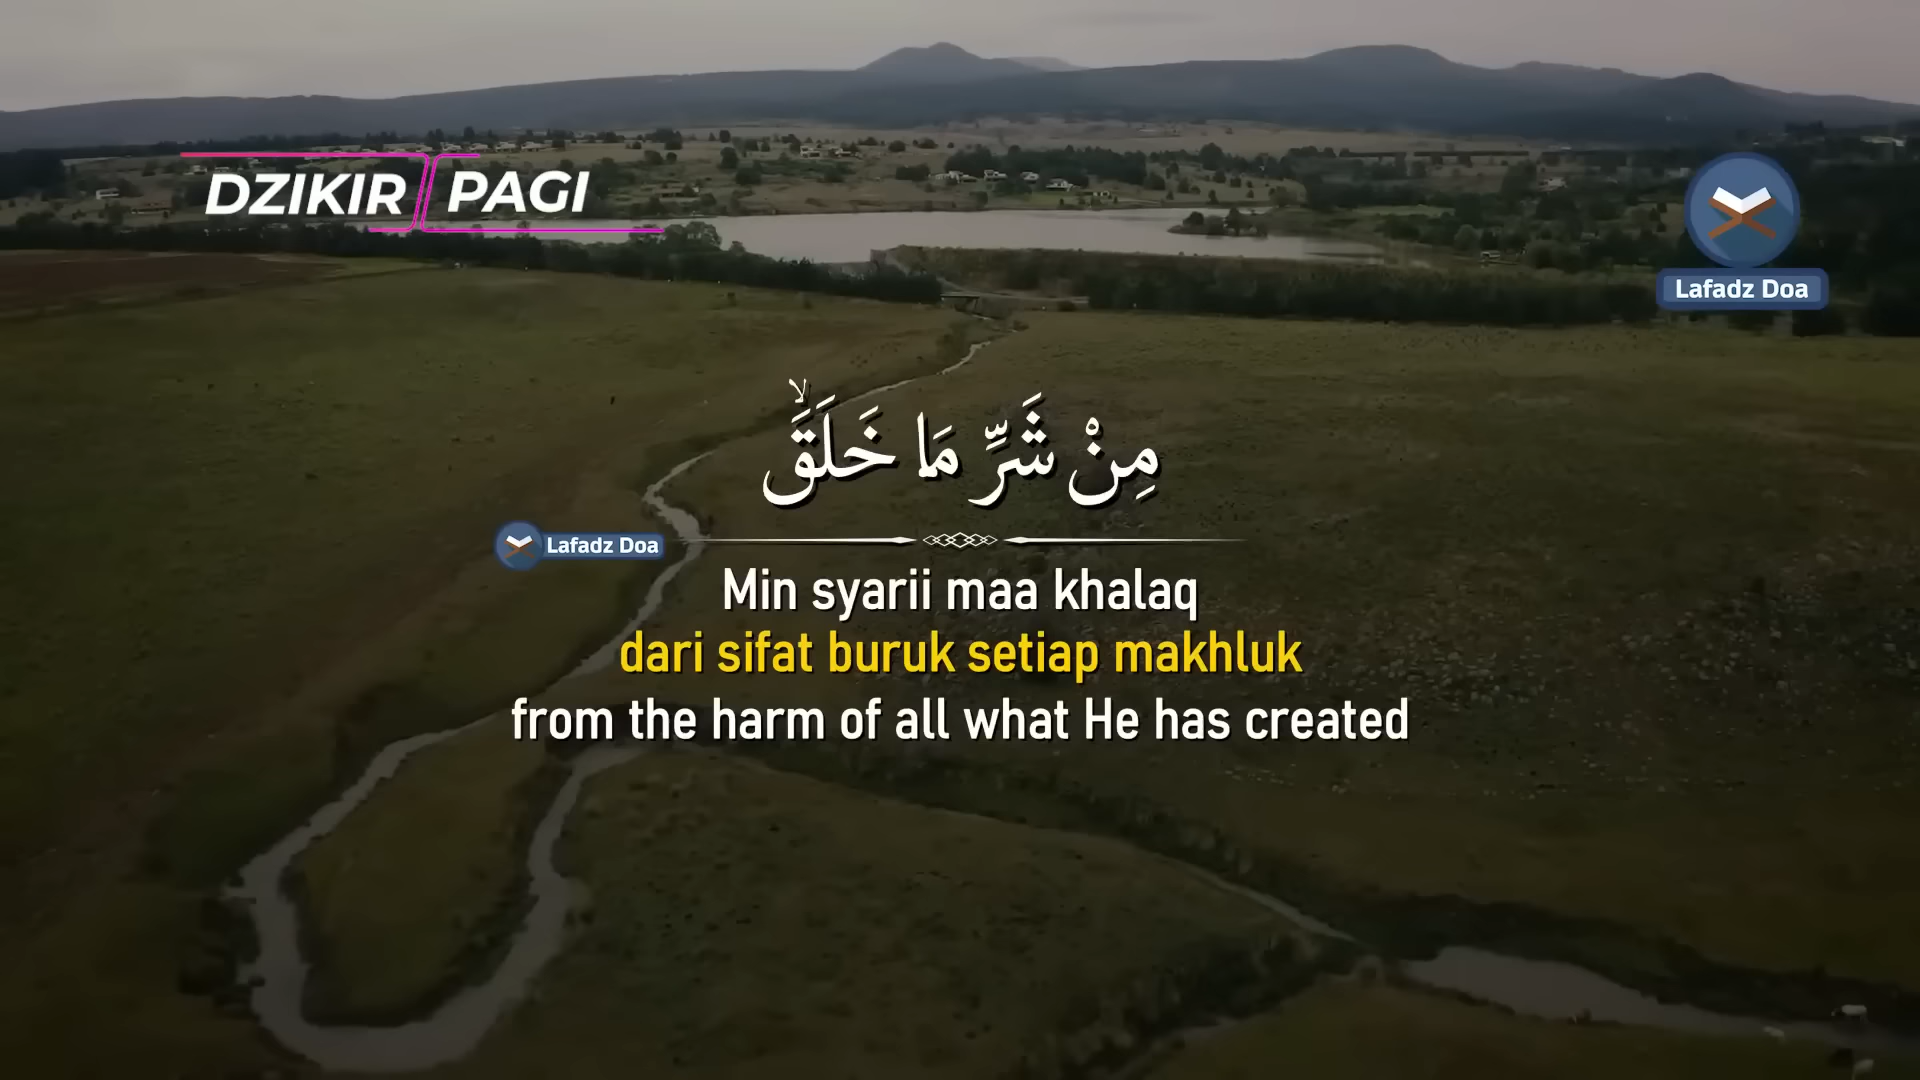 DZIKIR PAGI
Lafadz Doa
مِنْ شَرِّ مَا خَلَقَۙ
Lafadz Doa
Min syarii maa khalaq
dari sifat buruk setiap makhluk
from the harm of all what He has created